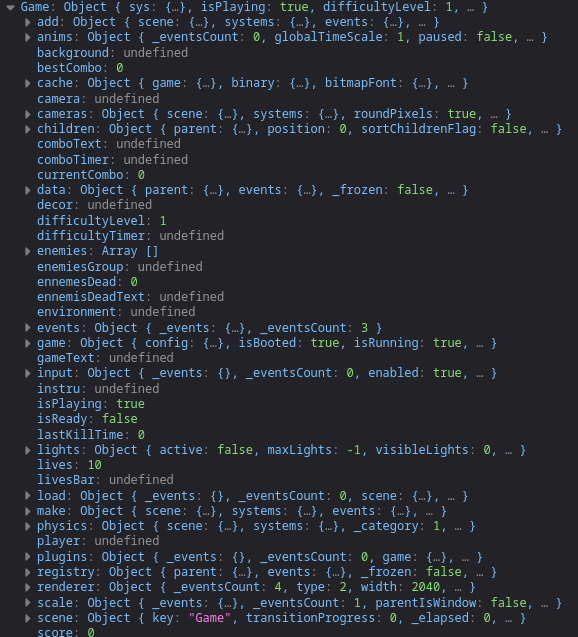 Game: Object { sys: {…}, isPlaying: true, difficultyLevel: 1, … }
add: Object { scene: {…}, systems: {…}, events: {…}, … }
anims: Object { _eventsCount: 0, globalTimeScale: 1, paused: false, … }
background: undefined
bestCombo: 0
cache: Object { game: {…}, binary: {…}, bitmapFont: {…}, … }
camera: undefined
cameras: Object { scene: {…}, systems: {…}, roundPixels: true, … }
children: Object { parent: {…}, position: 0, sortChildrenFlag: false, … }
comboText: undefined
comboTimer: undefined
currentCombo: 0
data: Object { parent: {…}, events: {…}, _frozen: false, … }
decor: undefined
difficultyLevel: 1
difficultyTimer: undefined
enemies: Array []
enemiesGroup: undefined
ennemesDead: 0
ennemisDeadText: undefined
environment: undefined
events: Object { _events: {…}, _eventsCount: 3 }
game: Object { config: {…}, isBooted: true, isRunning: true, … }
gameText: undefined
input: Object { _events: {}, _eventsCount: 0, enabled: true, … }
instru: undefined
isPlaying: true
isReady: false
lastKillTime: 0
lights: Object { active: false, maxLights: -1, visibleLights: 0, … }
lives: 10
livesBar: undefined
load: Object { _events: {}, _eventsCount: 0, scene: {…}, … }
make: Object { scene: {…}, systems: {…}, events: {…}, … }
physics: Object { scene: {…}, systems: {…}, _category: 1, … }
player: undefined
plugins: Object { _events: {}, _eventsCount: 0, game: {…}, … }
registry: Object { parent: {…}, events: {…}, _frozen: false, … }
renderer: Object { _eventsCount: 4, type: 2, width: 2040, … }
scale: Object { _events: {…}, _eventsCount: 1, parentIsWindow: false, … }
scene: Object { key: "Game", transitionProgress: 0, _elapsed: 0, … }
score: 0